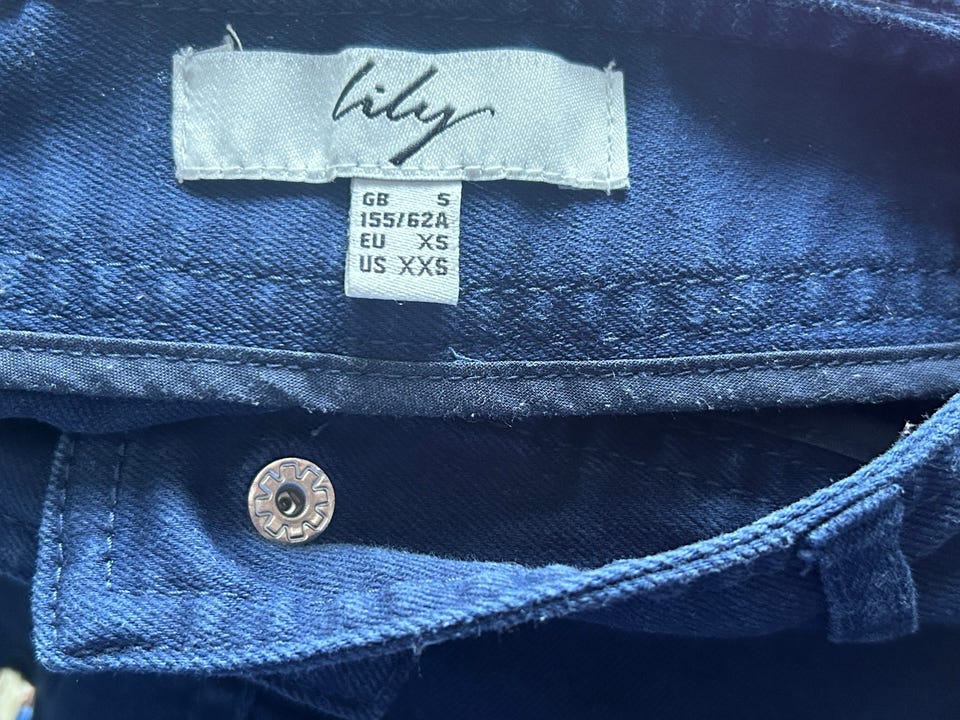 lily
GB S
155/62A
EU XS
US XXS